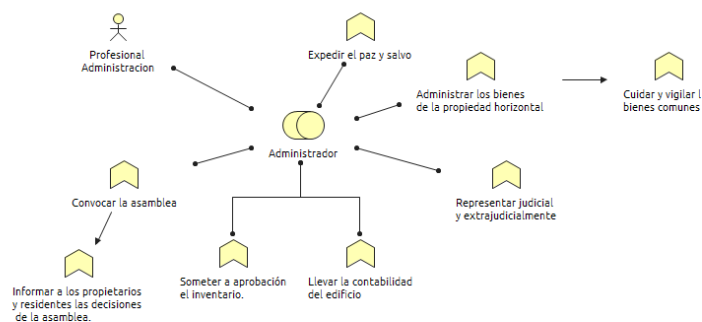 Profesional
Administracion
Expedir el paz y salvo
Administrar los bienes
de la propiedad horizontal
Cuidar y vigilar l
bienes comunes
Administrador
Convocar la asamblea
Representar judicial
y extrajudicialmente
Informar a los propietarios
y residentes las decisiones
de la asamblea.
Someter a aprobación
el inventario.
Llevar la contabilidad
del edificio